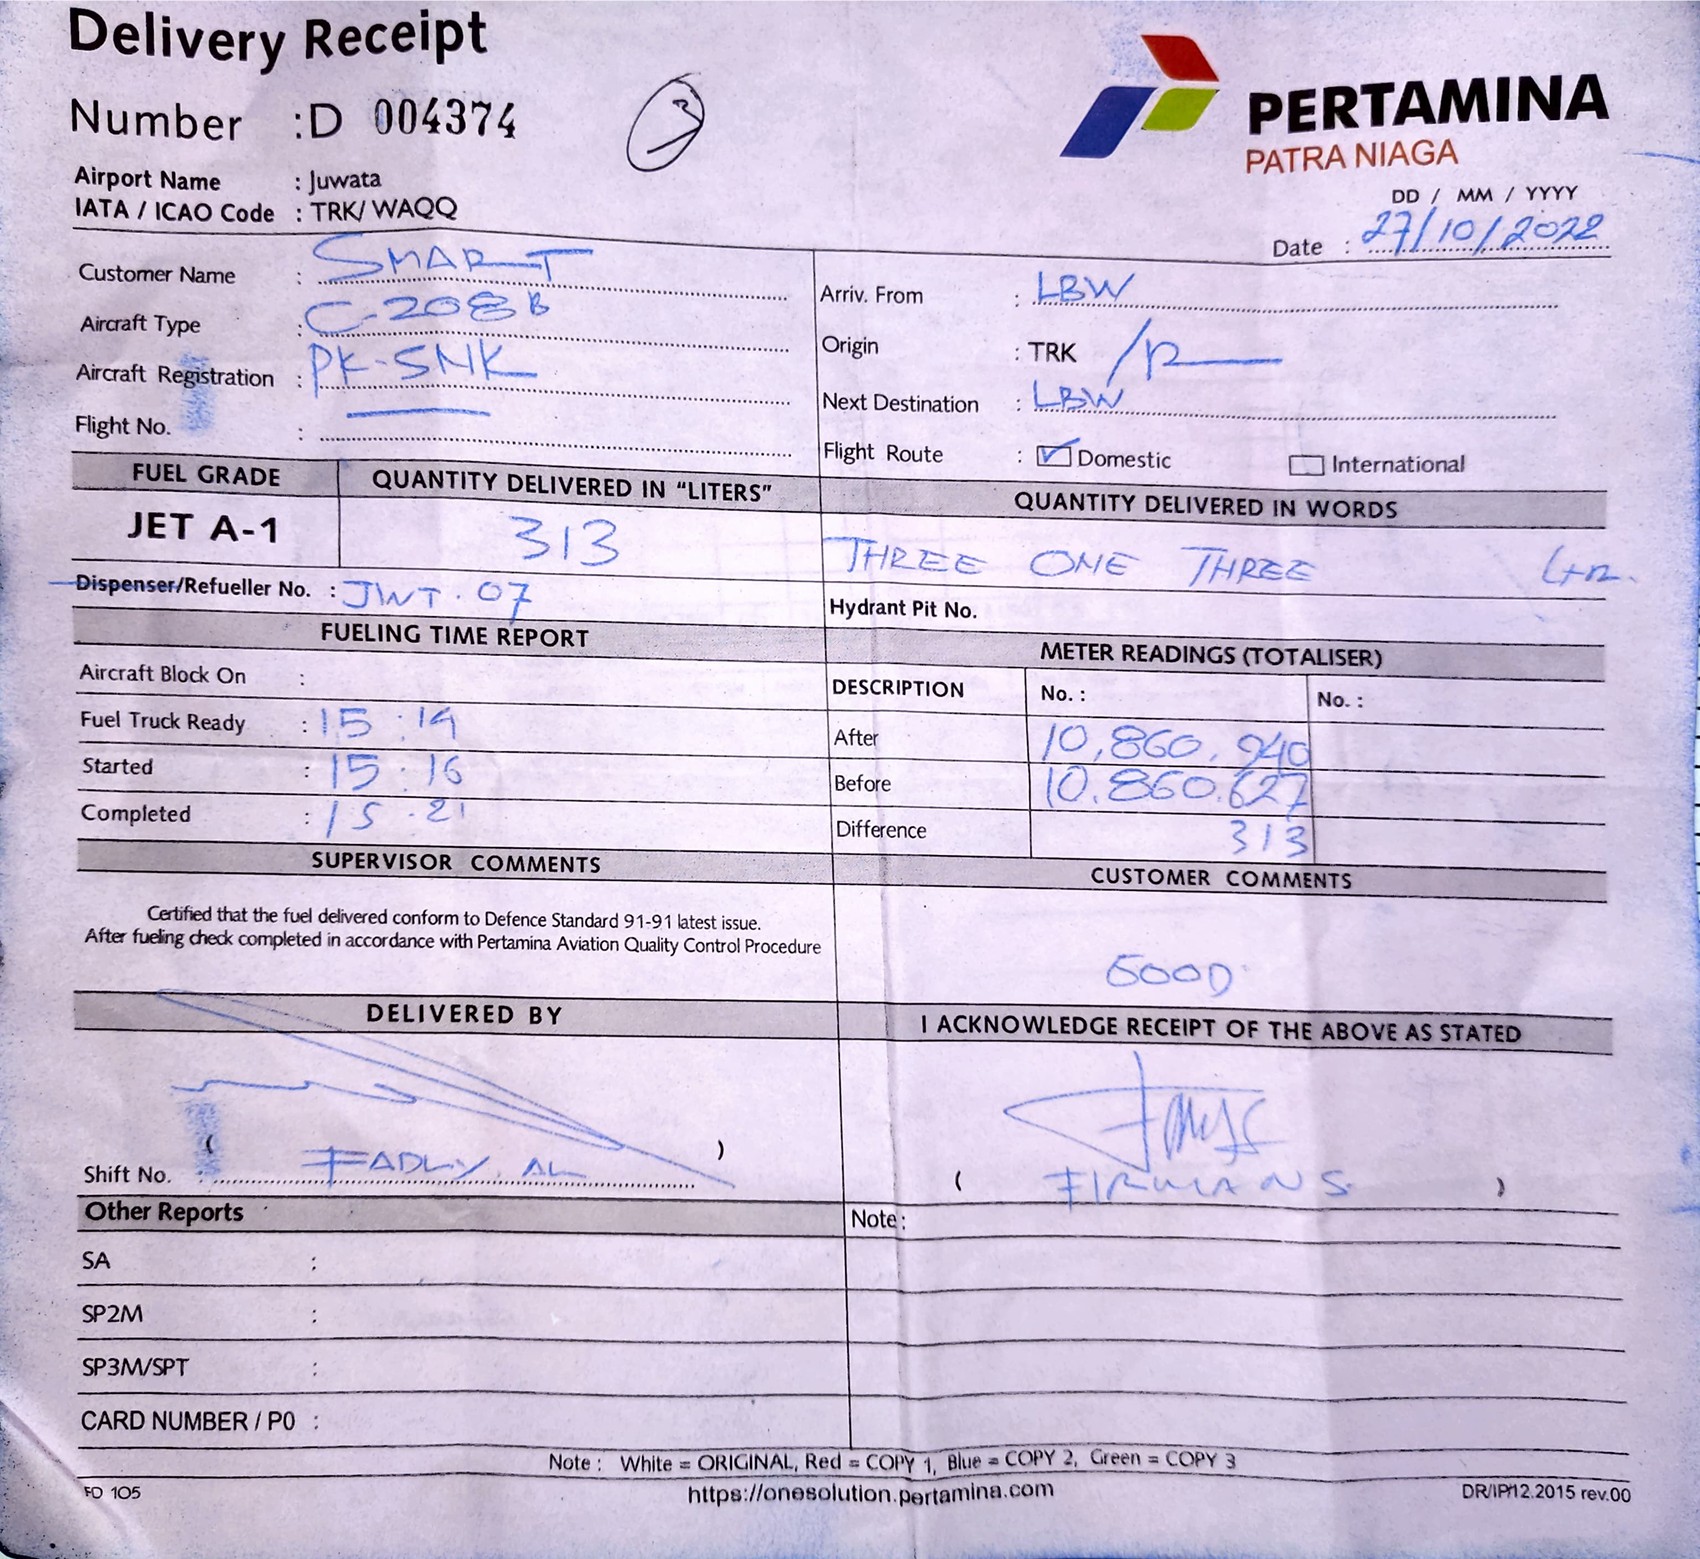 Delivery Receipt
Number : D 004374
3
PERTAMINA
PATRA NIAGA
Airport Name : Juwata
IATA / ICAO Code : TRK/ WAQQ
DD / MM / YYYY
Date : 27/10/2022
Customer Name : SMART
Aircraft Type : C-208B
Aircraft Registration : PK-SNK
Flight No. :
Arriv. From : LBW
Origin : TRK
Next Destination : LBW
Flight Route : Domestic International
FUEL GRADE QUANTITY DELIVERED IN “LITERS” QUANTITY DELIVERED IN WORDS
JET A-1 313 THREE ONE THREE Ltr.
Dispenser/Refueller No. : JWT . 07 Hydrant Pit No.
FUELING TIME REPORT METER READINGS (TOTALISER)
Aircraft Block On :
Fuel Truck Ready : 15 : 14
Started : 15 : 16
Completed : 15 . 21
DESCRIPTION No. : No. :
After 10,860.940
Before 10.860.627
Difference 313
SUPERVISOR COMMENTS CUSTOMER COMMENTS
Certified that the fuel delivered conform to Defence Standard 91-91 latest issue.
After fueling check completed in accordance with Pertamina Aviation Quality Control Procedure
GOOD
DELIVERED BY I ACKNOWLEDGE RECEIPT OF THE ABOVE AS STATED
( )
Shift No. FADLY. AL
( FIRMAN S. )
Other Reports Note :
SA :
SP2M :
SP3M/SPT :
CARD NUMBER / P0 :
Note : White = ORIGINAL, Red = COPY 1, Blue = COPY 2, Green = COPY 3
FD 105 https://onesolution.pertamina.com DR/IP/12.2015 rev.00